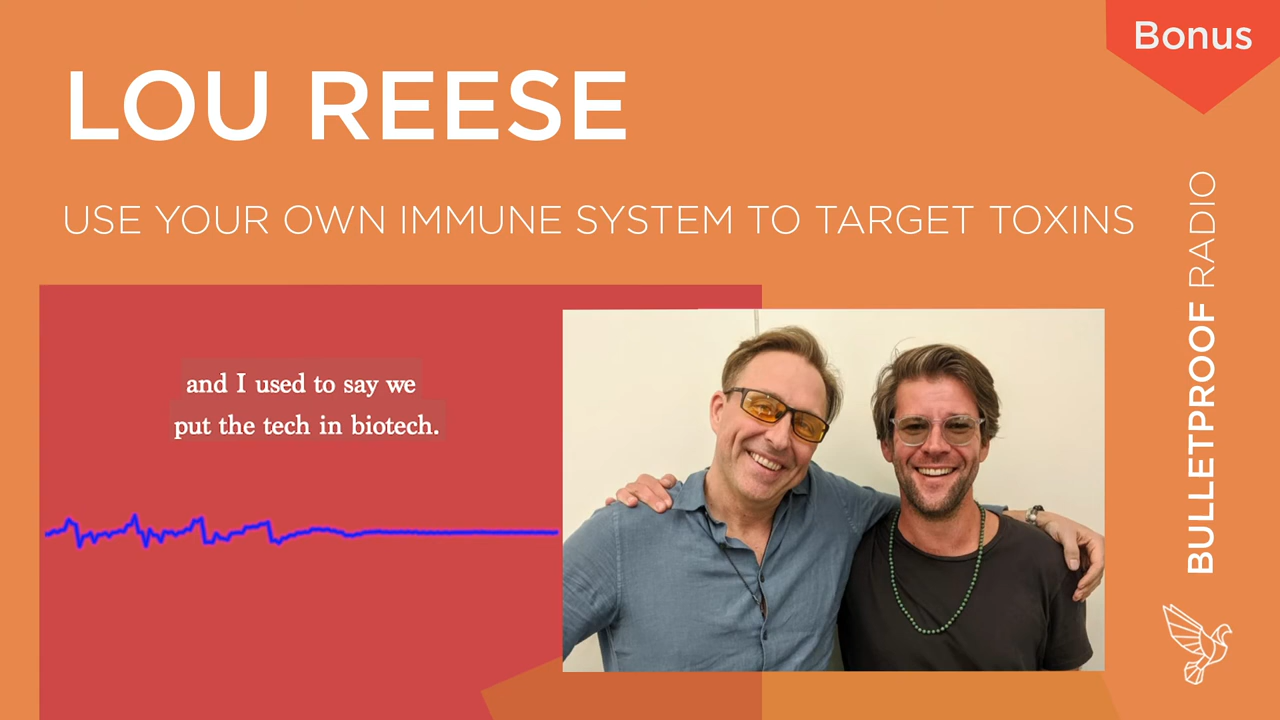 Bonus
LOU REESE
USE YOUR OWN IMMUNE SYSTEM TO TARGET TOXINS
and I used to say we
put the tech in biotech.
BULLETPROOF RADIO